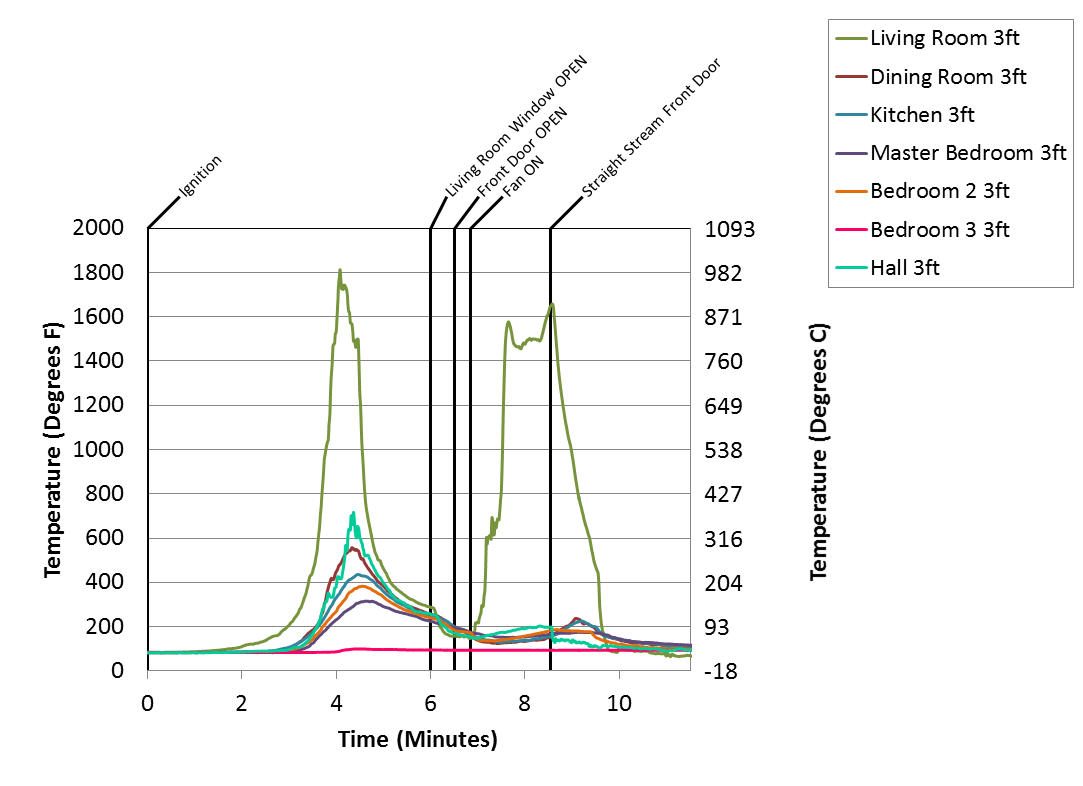 Living Room 3ft
Dining Room 3ft
Kitchen 3ft
Master Bedroom 3ft
Bedroom 2 3ft
Bedroom 3 3ft
Hall 3ft
Ignition
Living Room Window OPEN
Front Door OPEN
Fan ON
Straight Stream Front Door
Temperature (Degrees F)
2000
1800
1600
1400
1200
1000
800
600
400
200
0
1093
982
871
760
649
538
427
316
204
93
-18
Temperature (Degrees C)
0 2 4 6 8 10
Time (Minutes)